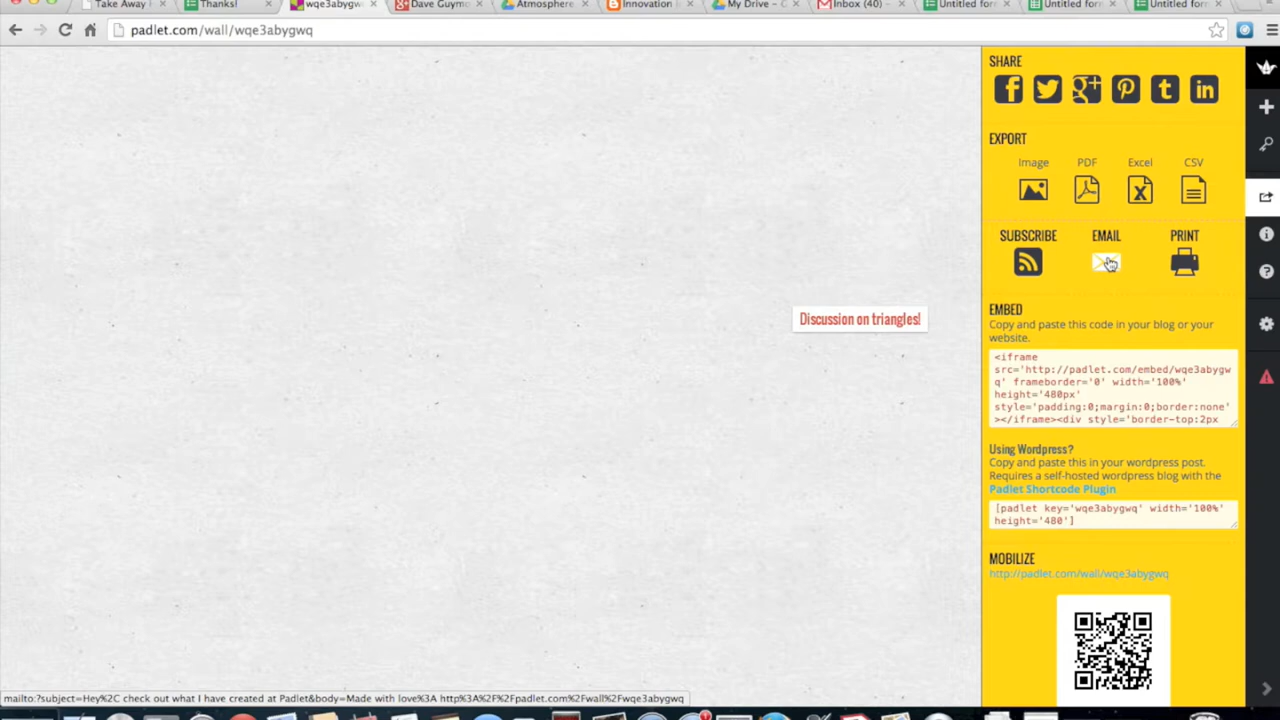 Take Away
Thanks!
wqe3abygw
Dave Guymo
Atmosphere
Innovation
My Drive – 
Inbox (40)
Untitled form
Untitled form
Untitled form
padlet.com/wall/wqe3abygwq
SHARE
EXPORT
Image PDF Excel CSV
SUBSCRIBE EMAIL PRINT
Discussion on triangles!
EMBED
Copy and paste this code in your blog or your
website.
<iframe
src='http://padlet.com/embed/wqe3abygw
q' frameborder='0' width='100%'
height='480px'
style='padding:0;margin:0;border:none'
></iframe><div style='border-top:2px
Using Wordpress?
Copy and paste this in your wordpress post.
Requires a self-hosted wordpress blog with the
Padlet Shortcode Plugin
[padlet key='wqe3abygwq' width='100%'
height='480']
MOBILIZE
http://padlet.com/wall/wqe3abygwq
mailto:?subject=Hey%2C check out what I have created at Padlet&body=Made with love%3A http%3A%2F%2Fpadlet.com%2Fwall%2Fwqe3abygwq